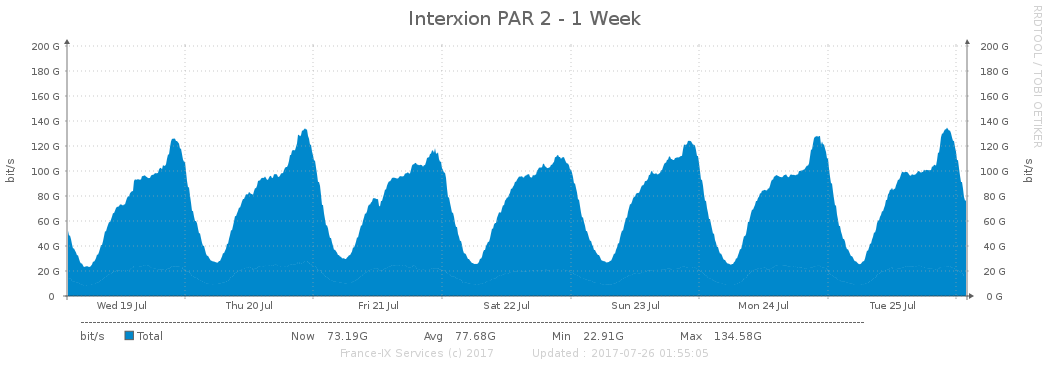 Interxion PAR 2 - 1 Week
RRDTOOL / TOBI OETIKER
200 G 200 G
180 G 180 G
160 G 160 G
140 G 140 G
120 G 120 G
100 G 100 G
80 G 80 G
60 G 60 G
40 G 40 G
20 G 20 G
0 0 G
bit/s bit/s
Wed 19 Jul Thu 20 Jul Fri 21 Jul Sat 22 Jul Sun 23 Jul Mon 24 Jul Tue 25 Jul
bit/s Total Now 73.19G Avg 77.68G Min 22.91G Max 134.58G
France-IX Services (c) 2017 Updated : 2017-07-26 01:55:05